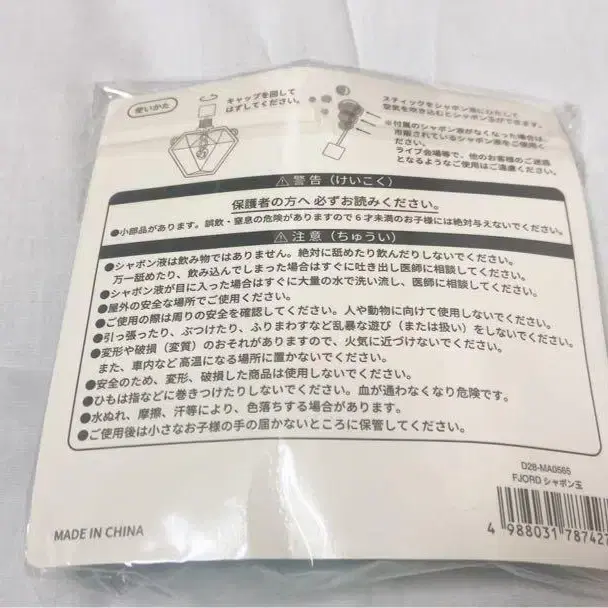 使いかた
キャップを回して
はずしてください。
スティックをシャボン液にひたして
空気を吹き込むとシャボン玉ができます。
※付属のシャボン液がなくなった場合は、
市販されているシャボン液をご使用く
ださい。
ライブ会場等で、他のお客様のご迷惑
となるようなご使用はご遠慮ください。
⚠警告（けいこく）
保護者の方へ 必ずお読みください。
●小部品があります。誤飲・窒息の危険がありますので6才未満のお子様には絶対与えないでください。
⚠注意（ちゅうい）
●シャボン液は飲み物ではありません。絶対に舐めたり飲んだりしないでください。
万一舐めたり、飲み込んでしまった場合はすぐに吐き出し医師に相談してください。
●シャボン液が目に入った場合はすぐに大量の水で洗い流し、医師に相談してください。
●屋外の安全な場所でご使用ください。
●ご使用の際は周りの安全を確認してください。人や動物に向けて使用しないでください。
●引っ張ったり、ぶつけたり、ふりまわすなど乱暴な遊び（または扱い）をしないでください。
●変形や破損（変質）のおそれがありますので、火気に近づけないでください。
また、車内など高温になる場所に置かないでください。
●安全のため、変形、破損した商品は使用しないでください。
●ひもは指などに巻きつけたりしないでください。血が通わなくなり危険です。
●水ぬれ、摩擦、汗等により、色落ちする場合があります。
●ご使用後は小さなお子様の手の届かないところに保管してください。
D28-MA0565
FJORD シャボン玉
4 988031 787427
MADE IN CHINA